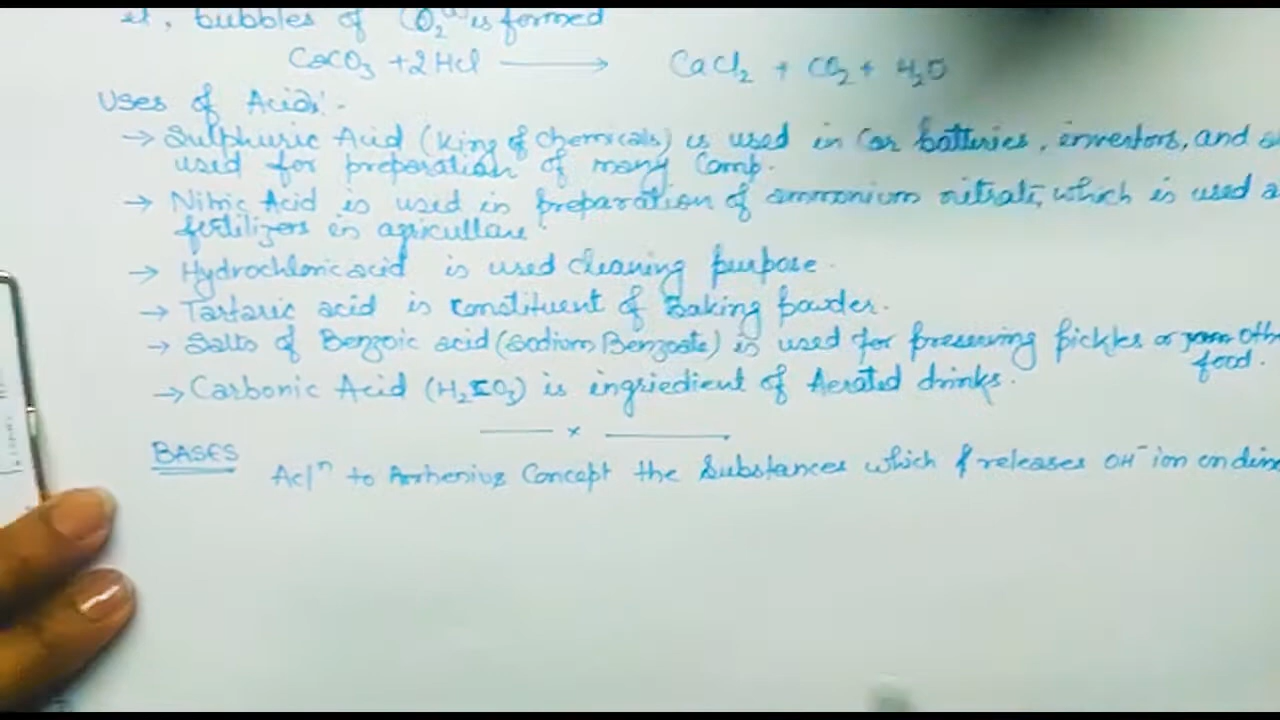 it, bubbles of CO₂ is formed
CaCO₃ + 2HCl → CaCl₂ + CO₂ + H₂O
Uses of Acids:-
→ Sulphuric Acid (King of Chemicals) is used in Car batteries, inventors, and
used for preparation of many Comp.
→ Nitric Acid is used in preparation of ammonium nitrate, which is used
fertilizers in agriculture
→ Hydrochloric acid is used cleaning purpose.
→ Tartaric acid is constituent of Baking powder.
→ Salts of Benzoic acid (Sodium Benzoate) is used for preserving pickles or
food.
→ Carbonic Acid (H₂CO₃) is ingriedient of Aerated drinks.
—— x ——
BASES
Ac/ⁿ to Arrhenius Concept the Substances which releases OH⁻ ion on